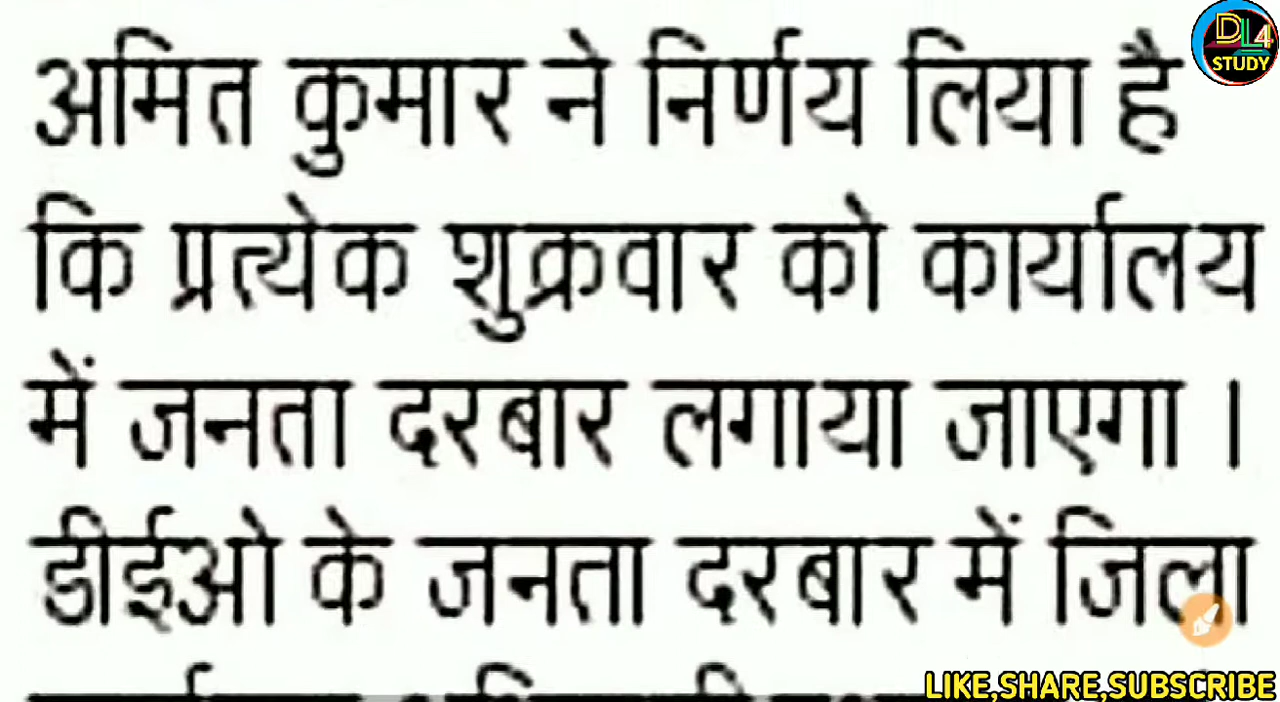 DL4
STUDY
अमित कुमार ने निर्णय लिया है
कि प्रत्येक शुक्रवार को कार्यालय
में जनता दरबार लगाया जाएगा ।
डीईओ के जनता दरबार में जिला
LIKE,SHARE,SUBSCRIBE